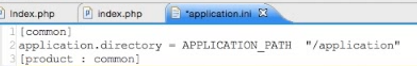 Index.php index.php *application.ini
1 [common]
2 application.directory = APPLICATION_PATH "/application"
3 [product : common]